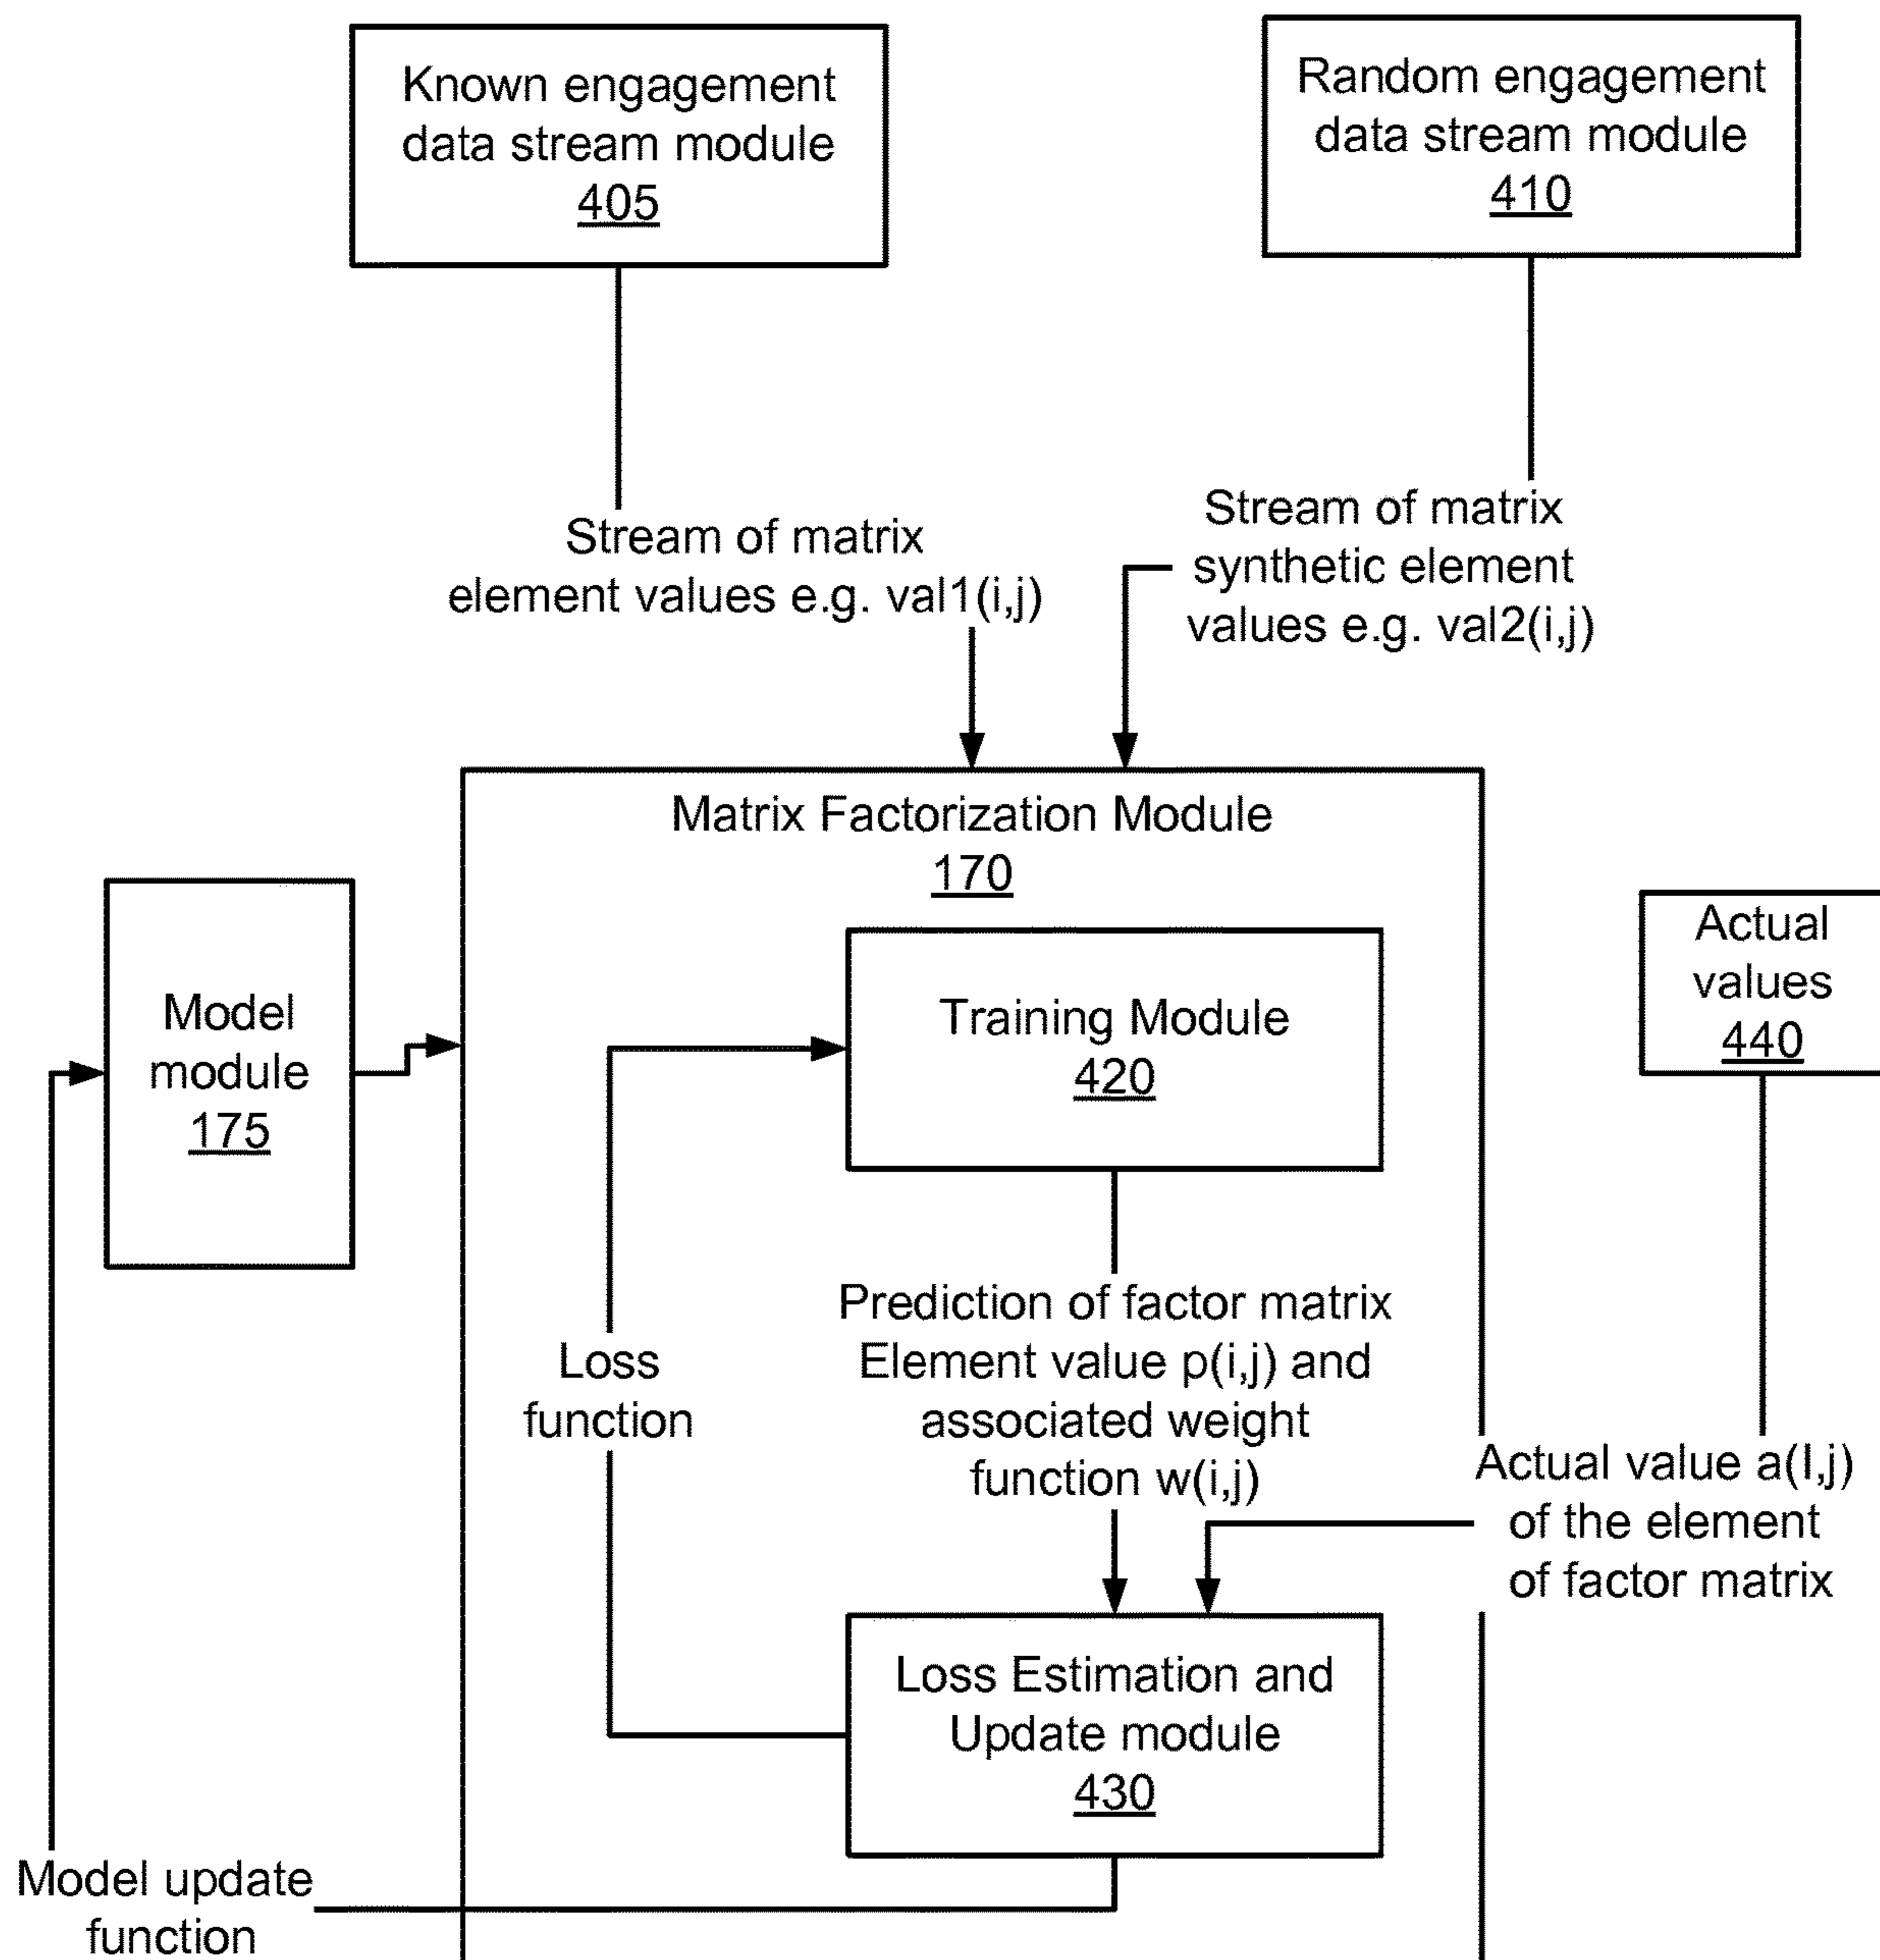 Known engagement
data stream module
405
Random engagement
data stream module
410
Stream of matrix
element values e.g. val1(i,j)
Stream of matrix
synthetic element
values e.g. val2(i,j)
Matrix Factorization Module
170
Model
module
175
Training Module
420
Actual
values
440
Loss
function
Prediction of factor matrix
Element value p(i,j) and
associated weight
function w(i,j)
Actual value a(I,j)
of the element
of factor matrix
Loss Estimation and
Update module
430
Model update
function